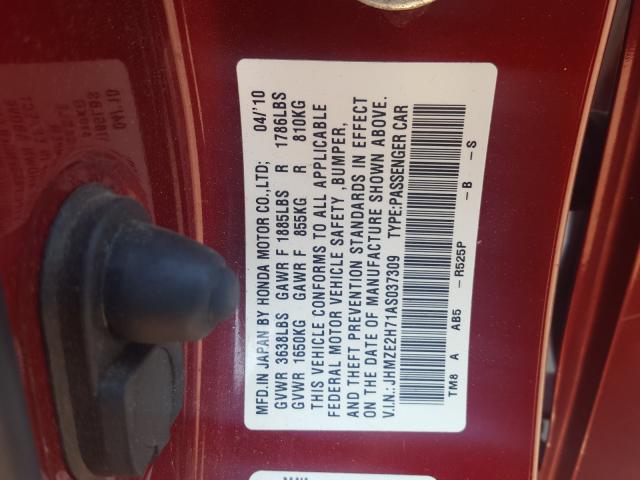 MFD.IN JAPAN BY HONDA MOTOR CO.,LTD; 04/'10
GVWR 3638LBS GAWR F 1885LBS R 1786LBS
GVWR 1650KG GAWR F 855KG R 810KG
THIS VEHICLE CONFORMS TO ALL APPLICABLE
FEDERAL MOTOR VEHICLE SAFETY ,BUMPER,
AND THEFT PREVENTION STANDARDS IN EFFECT
ON THE DATE OF MANUFACTURE SHOWN ABOVE.
V.IN.: JHMZE2H71AS037309 TYPE:PASSENGER CAR
TM8 A AB5 -R525P -B -S